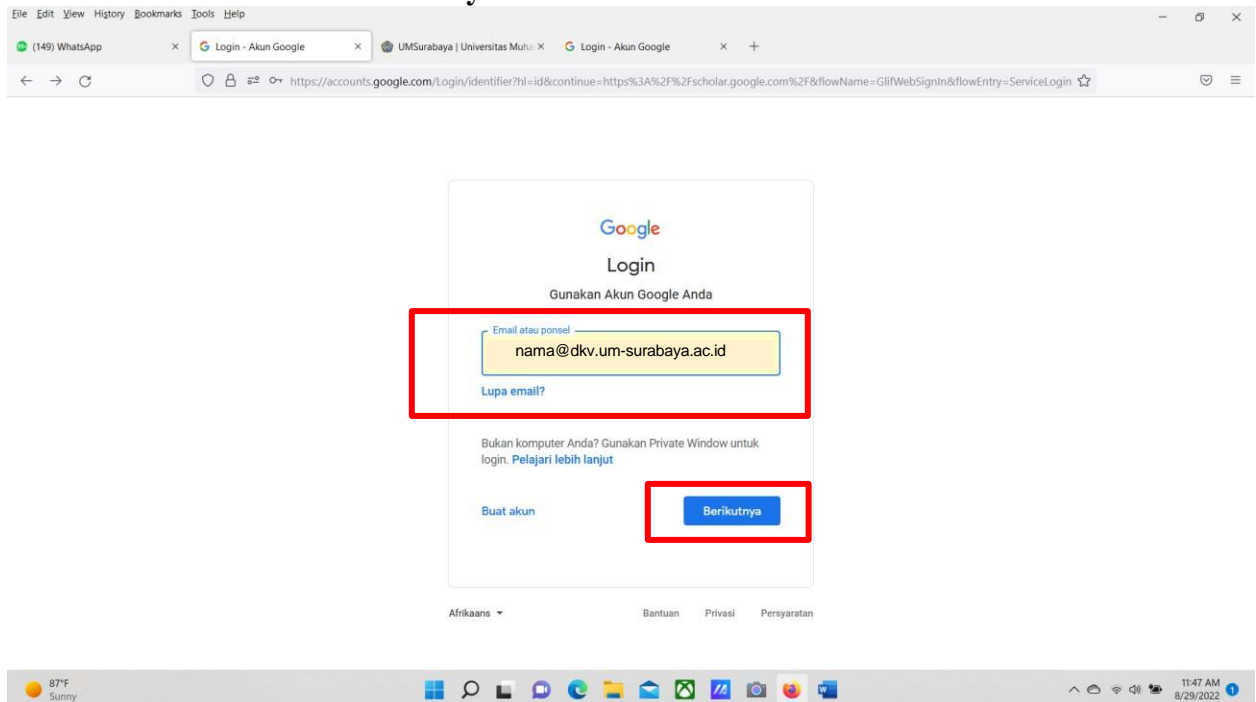 File Edit View History Bookmarks Tools Help
(149) WhatsApp
Login - Akun Google
UMSurabaya | Universitas Muha
Login - Akun Google
https://accounts.google.com/Login/identifier?hl=id&continue=https%3A%2F%2Fscholar.google.com%2F&flowName=GlifWebSignIn&flowEntry=ServiceLogin
Google
Login
Gunakan Akun Google Anda
Email atau ponsel
nama@dkv.um-surabaya.ac.id
Lupa email?
Bukan komputer Anda? Gunakan Private Window untuk
login. Pelajari lebih lanjut
Buat akun
Berikutnya
Afrikaans
Bantuan Privasi Persyaratan
87°F
Sunny
11:47 AM
8/29/2022
1